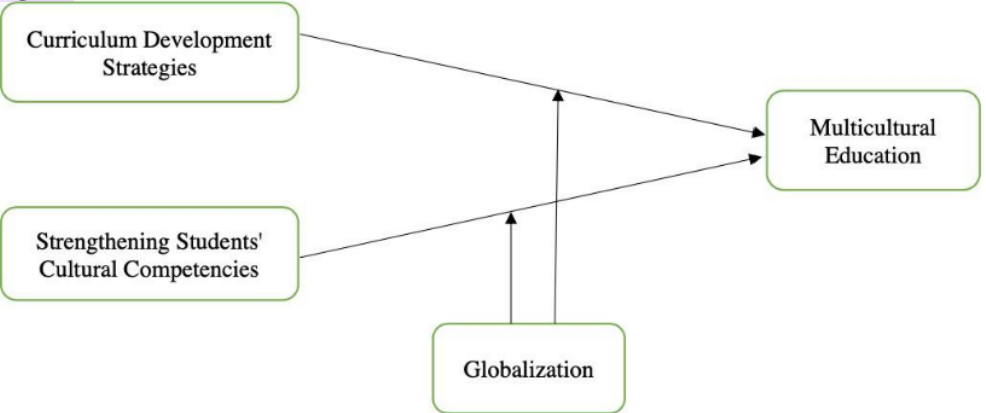 Curriculum Development
Strategies
Multicultural
Education
Strengthening Students'
Cultural Competencies
Globalization